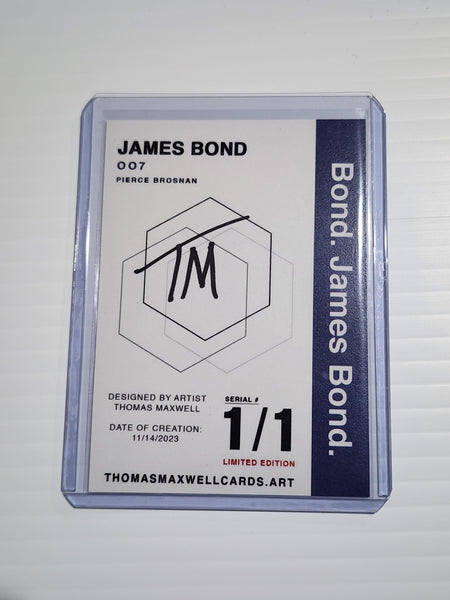 JAMES BOND
007
PIERCE BROSNAN
TM
DESIGNED BY ARTIST
THOMAS MAXWELL
DATE OF CREATION:
11/14/2023
SERIAL #
1/1
LIMITED EDITION
THOMASMAXWELLCARDS.ART
Bond. James Bond.